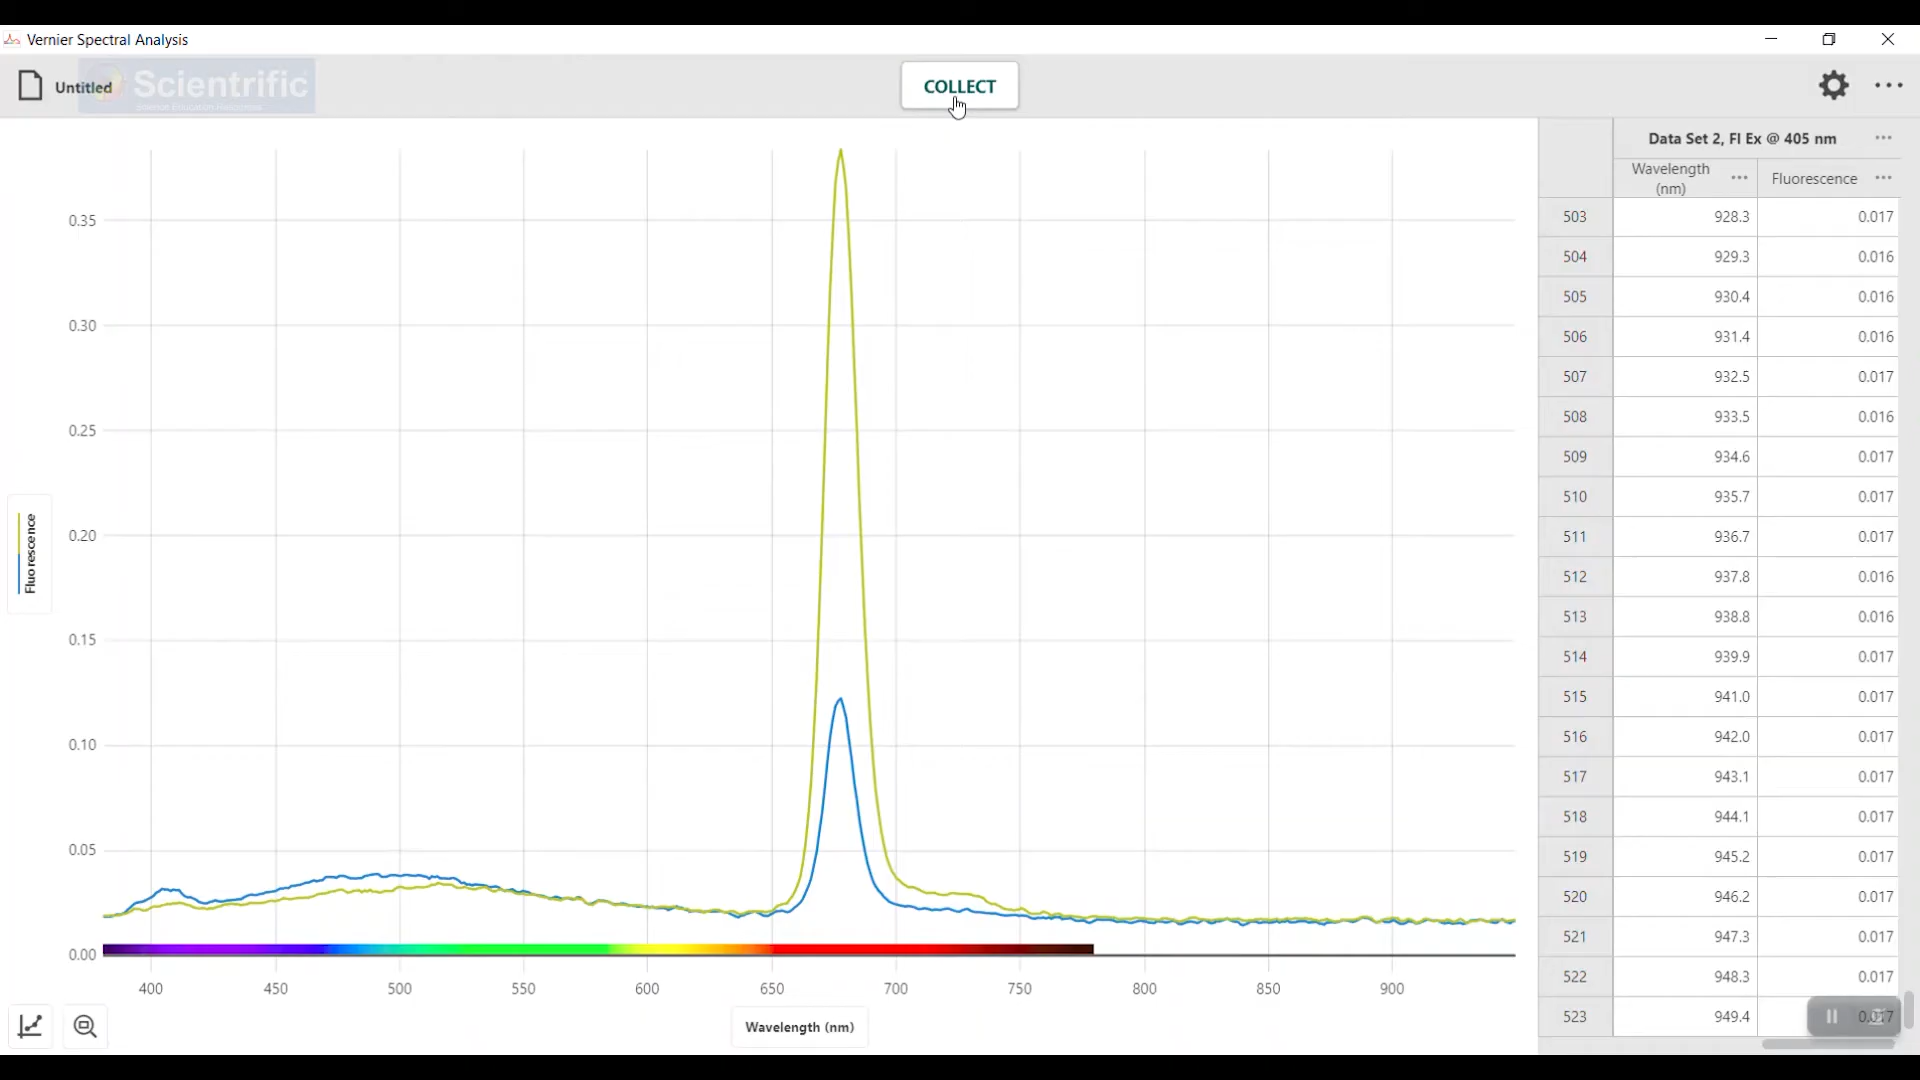 Vernier Spectral Analysis
Untitled
Scientrific
Science Education Resources
COLLECT
Data Set 2, Fl Ex @ 405 nm
Wavelength
(nm)
Fluorescence
503 928.3 0.017
504 929.3 0.016
505 930.4 0.016
506 931.4 0.016
507 932.5 0.017
508 933.5 0.016
509 934.6 0.017
510 935.7 0.017
511 936.7 0.017
512 937.8 0.016
513 938.8 0.016
514 939.9 0.017
515 941.0 0.017
516 942.0 0.017
517 943.1 0.017
518 944.1 0.017
519 945.2 0.017
520 946.2 0.017
521 947.3 0.017
522 948.3 0.017
523 949.4 0.017
Fluorescence
0.35
0.30
0.25
0.20
0.15
0.10
0.05
0.00
400 450 500 550 600 650 700 750 800 850 900
Wavelength (nm)